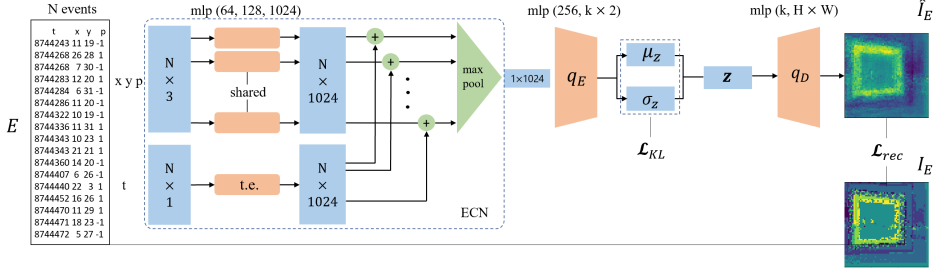 N events
t x y p
8744243 11 19 -1
8744268 26 28 1
8744268 7 30 -1
8744283 12 20 1
8744284 6 31 -1
8744286 11 20 -1
8744322 10 19 -1
8744336 11 31 1
8744343 10 23 1
8744343 21 21 1
8744360 14 20 -1
8744407 6 26 -1
8744440 22 3 1
8744452 16 26 1
8744470 11 29 1
8744471 18 23 -1
8744472 5 27 -1
E
x y p
t
mlp (64, 128, 1024)
N
×
3
shared
N
×
1024
+
+
+
max
pool
N
×
1
t.e.
N
×
1024
ECN
1×1024
mlp (256, k × 2)
q_E
μ_z
σ_z
𝓛_KL
z
mlp (k, H × W)
q_D
Î_E
𝓛_rec
I_E